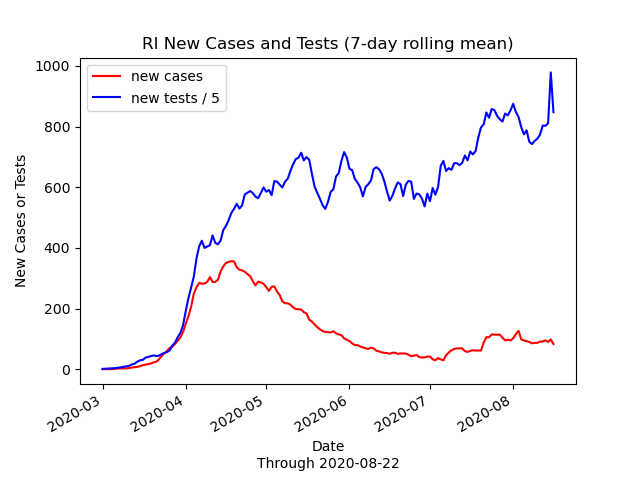 RI New Cases and Tests (7-day rolling mean)
new cases
new tests / 5
New Cases or Tests
1000
800
600
400
200
0
2020-03
2020-04
2020-05
2020-06
2020-07
2020-08
Date
Through 2020-08-22